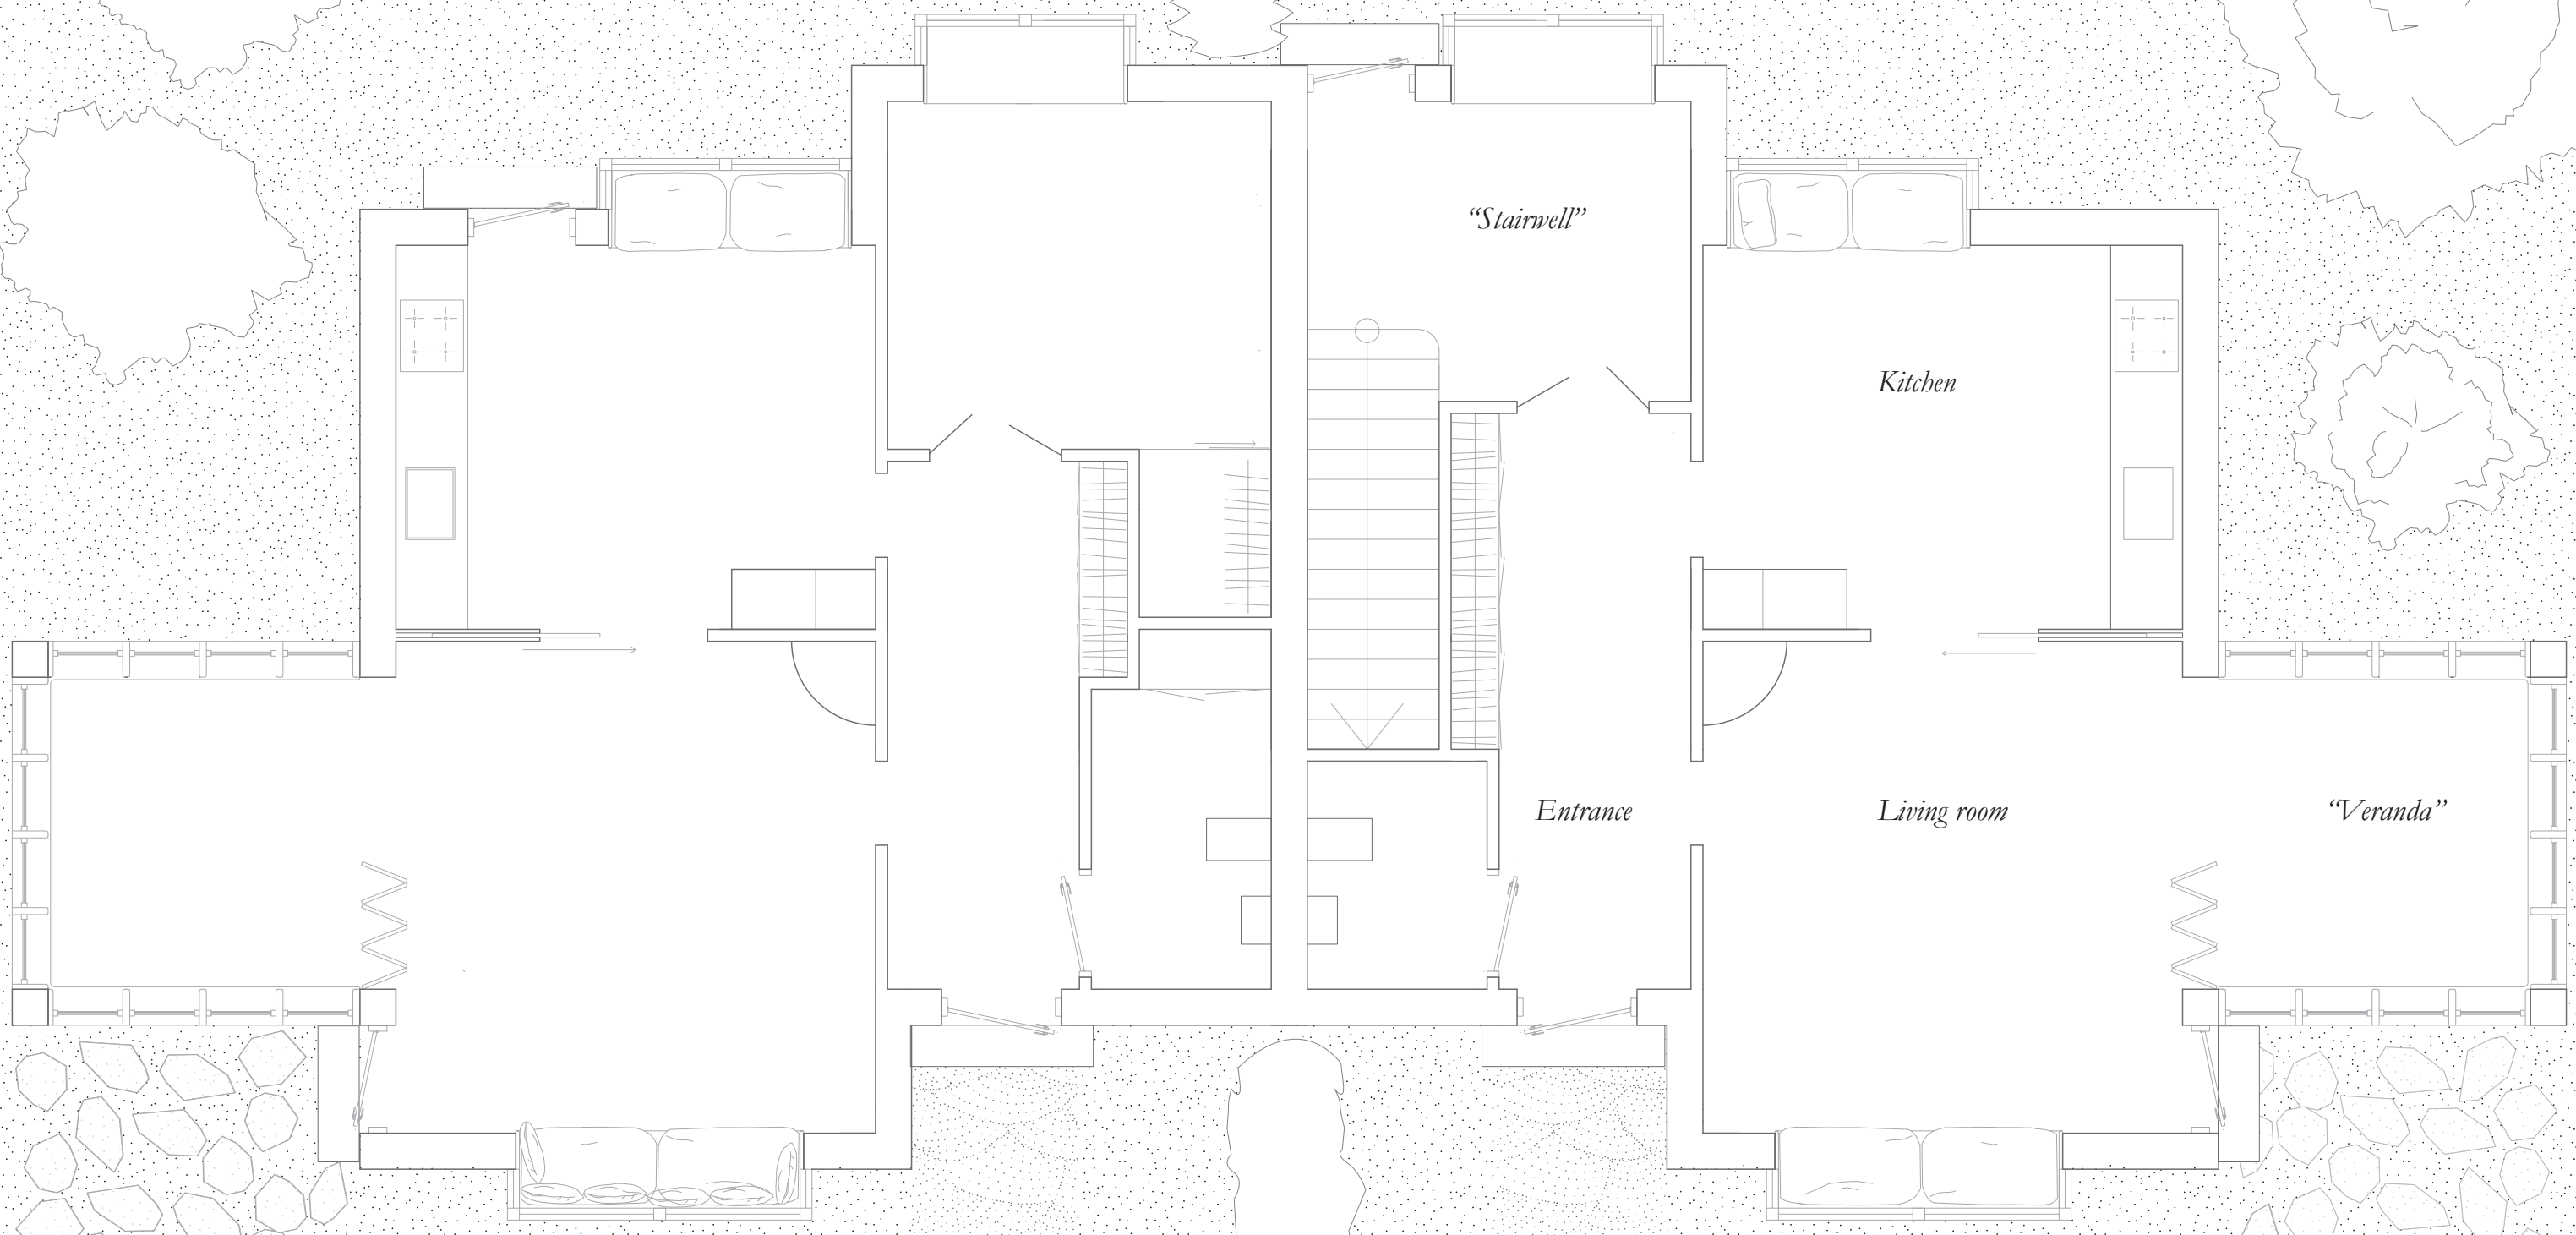 “Stairwell”
Kitchen
Entrance
Living room
“Veranda”